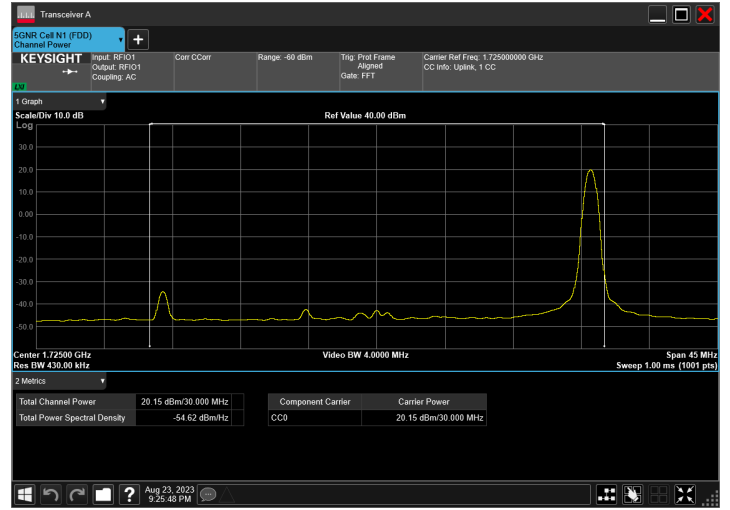 Transceiver A
5GNR Cell N1 (FDD)
Channel Power
KEYSIGHT
Input: RFIO1
Output: RFIO1
Coupling: AC
Corr CCorr
Range: -60 dBm
Trig: Prot Frame
Aligned
Gate: FFT
Carrier Ref Freq: 1.725000000 GHz
CC Info: Uplink, 1 CC
LXI
1 Graph
Scale/Div 10.0 dB
Ref Value 40.00 dBm
Log
30.0
20.0
10.0
0.00
-10.0
-20.0
-30.0
-40.0
-50.0
Center 1.72500 GHz
Video BW 4.0000 MHz
Span 45 MHz
Res BW 430.00 kHz
Sweep 1.00 ms (1001 pts)
2 Metrics
Total Channel Power 20.15 dBm/30.000 MHz
Total Power Spectral Density -54.62 dBm/Hz
Component Carrier Carrier Power
CC0 20.15 dBm/30.000 MHz
Aug 23, 2023
9:25:48 PM